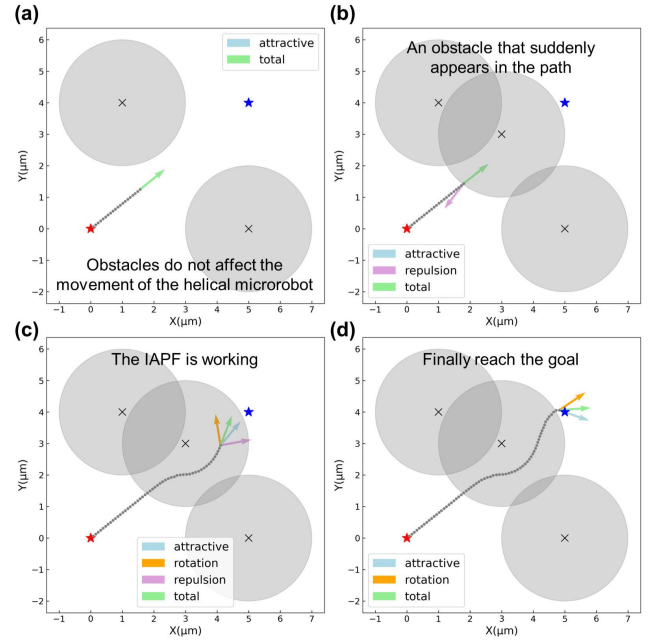 (a)
6
5
4
3
2
1
0
−1
−2
Y(μm)
attractive
total
Obstacles do not affect the
movement of the helical microrobot
−1 0 1 2 3 4 5 6 7
X(μm)
(b)
6
5
4
3
2
1
0
−1
−2
Y(μm)
An obstacle that suddenly
appears in the path
attractive
repulsion
total
−1 0 1 2 3 4 5 6 7
X(μm)
(c)
6
5
4
3
2
1
0
−1
−2
Y(μm)
The IAPF is working
attractive
rotation
repulsion
total
−1 0 1 2 3 4 5 6 7
X(μm)
(d)
6
5
4
3
2
1
0
−1
−2
Y(μm)
Finally reach the goal
attractive
rotation
total
−1 0 1 2 3 4 5 6 7
X(μm)